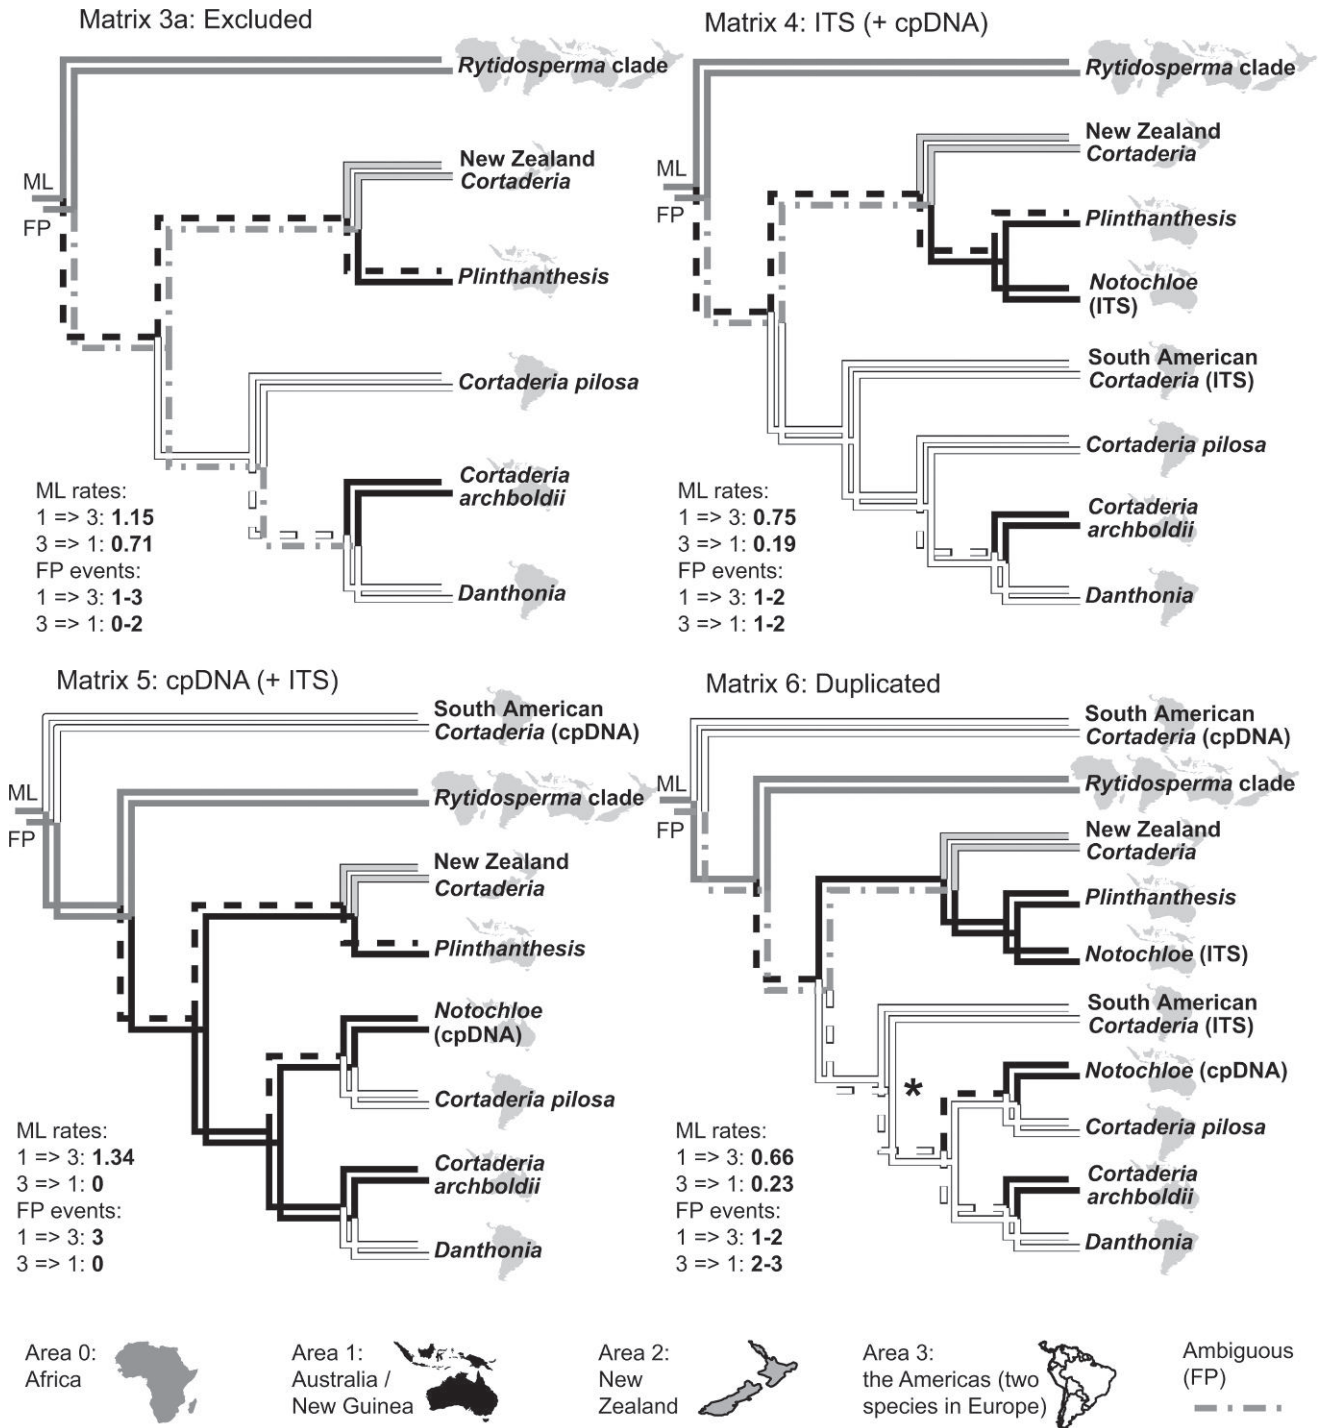 Matrix 3a: Excluded
Rytidosperma clade
New Zealand
Cortaderia
ML
FP
Plinthanthesis
Cortaderia pilosa
Cortaderia
archboldii
Danthonia
ML rates:
1 => 3: 1.15
3 => 1: 0.71
FP events:
1 => 3: 1-3
3 => 1: 0-2
Matrix 4: ITS (+ cpDNA)
Rytidosperma clade
New Zealand
Cortaderia
ML
FP
Plinthanthesis
Notochloe
(ITS)
South American
Cortaderia (ITS)
Cortaderia pilosa
Cortaderia
archboldii
Danthonia
ML rates:
1 => 3: 0.75
3 => 1: 0.19
FP events:
1 => 3: 1-2
3 => 1: 1-2
Matrix 5: cpDNA (+ ITS)
South American
Cortaderia (cpDNA)
ML
FP
Rytidosperma clade
New Zealand
Cortaderia
Plinthanthesis
Notochloe
(cpDNA)
Cortaderia pilosa
Cortaderia
archboldii
Danthonia
ML rates:
1 => 3: 1.34
3 => 1: 0
FP events:
1 => 3: 3
3 => 1: 0
Matrix 6: Duplicated
South American
Cortaderia (cpDNA)
ML
FP
Rytidosperma clade
New Zealand
Cortaderia
Plinthanthesis
Notochloe (ITS)
South American
Cortaderia (ITS)
*
Notochloe (cpDNA)
Cortaderia pilosa
Cortaderia
archboldii
Danthonia
ML rates:
1 => 3: 0.66
3 => 1: 0.23
FP events:
1 => 3: 1-2
3 => 1: 2-3
Area 0:
Africa
Area 1:
Australia /
New Guinea
Area 2:
New
Zealand
Area 3:
the Americas (two
species in Europe)
Ambiguous
(FP)